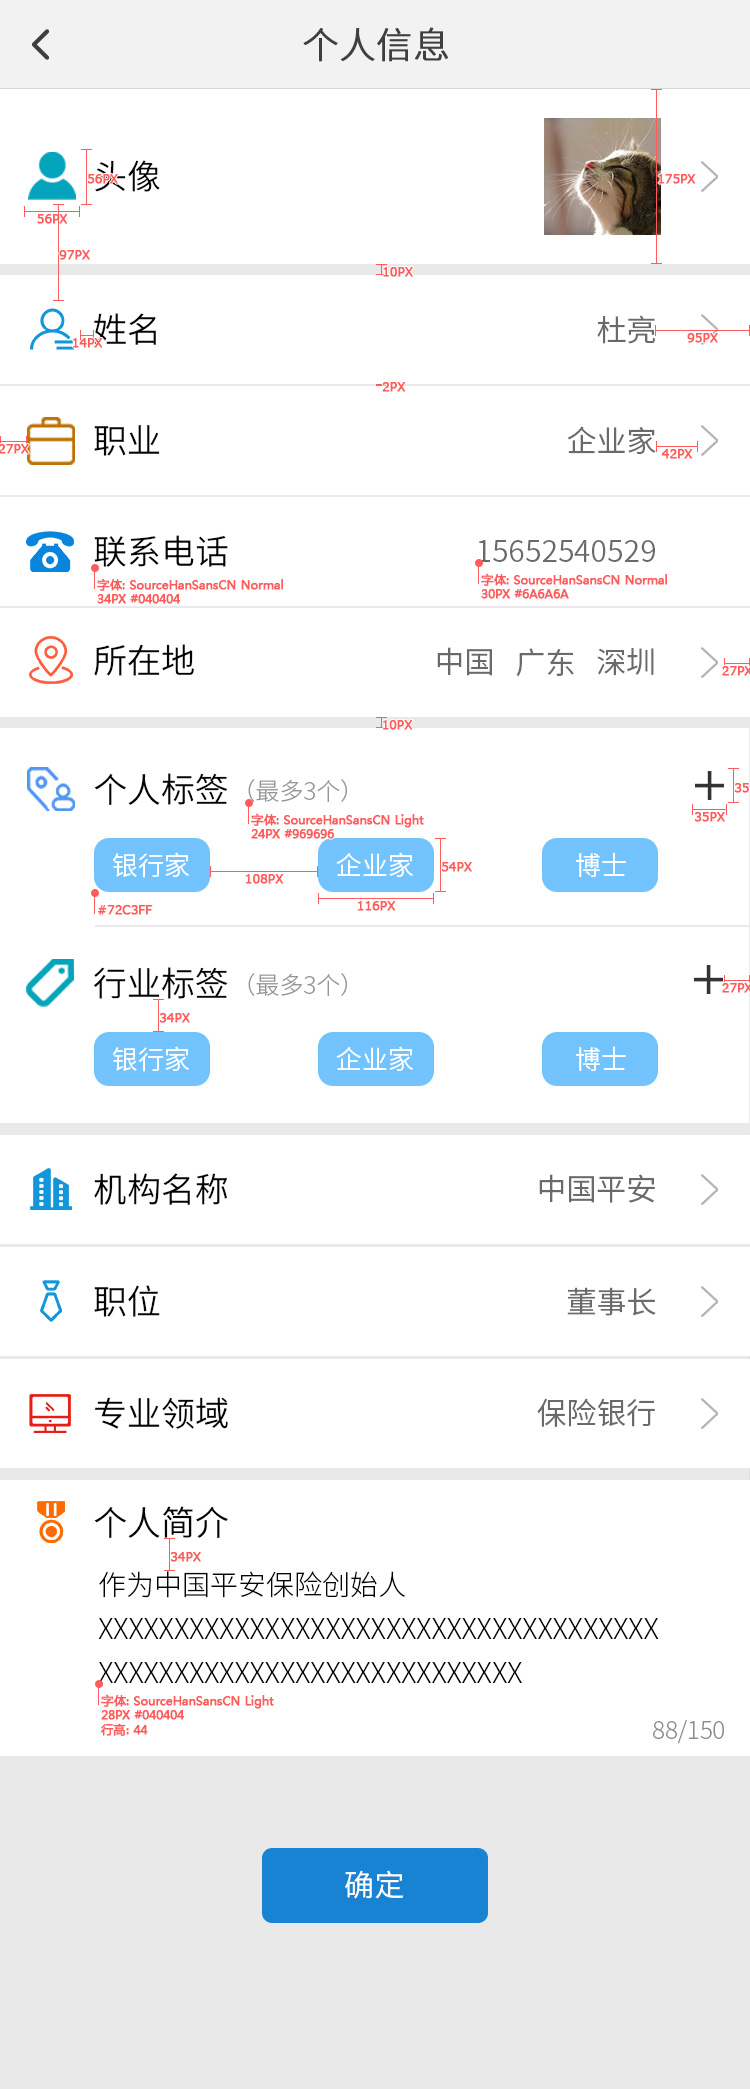 个人信息
头像
56PX
175PX
56PX
97PX
10PX
姓名
杜亮
14PX
95PX
2PX
职业
企业家
27PX
42PX
联系电话
15652540529
字体: SourceHanSansCN Normal
34PX #040404
字体: SourceHanSansCN Normal
30PX #6A6A6A
所在地
中国 广东 深圳
27PX
10PX
个人标签 (最多3个)
35
35PX
字体: SourceHanSansCN Light
24PX #969696
银行家
企业家
博士
108PX
54PX
116PX
#72C3FF
行业标签 (最多3个)
27PX
34PX
银行家
企业家
博士
机构名称
中国平安
职位
董事长
专业领域
保险银行
个人简介
34PX
作为中国平安保险创始人
XXXXXXXXXXXXXXXXXXXXXXXXXXXXXXXXXXXXX
XXXXXXXXXXXXXXXXXXXXXXXXXXXX
字体: SourceHanSansCN Light
28PX #040404
行高: 44
88/150
确定